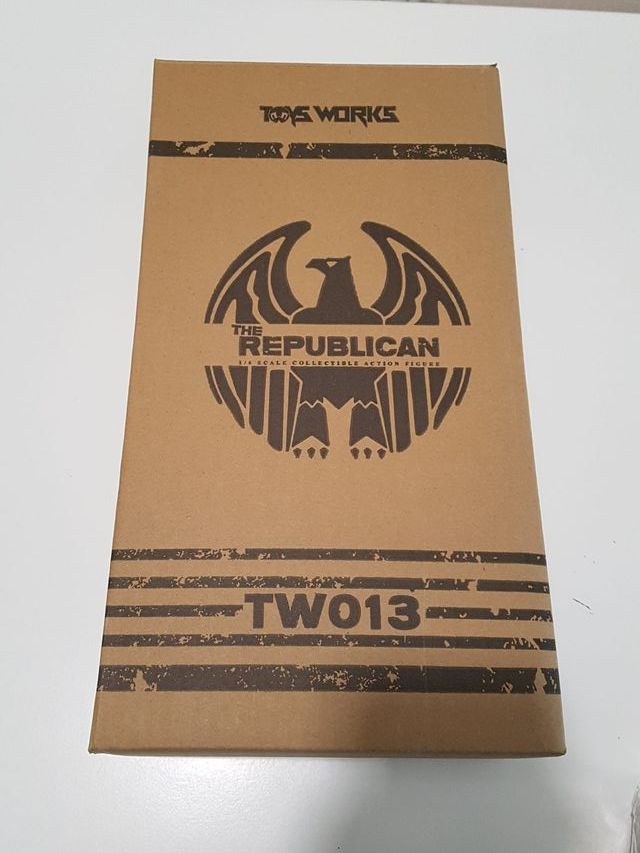 TOYS WORKS
THE
REPUBLICAN
1/6 SCALE COLLECTIBLE ACTION FIGURE
TW013